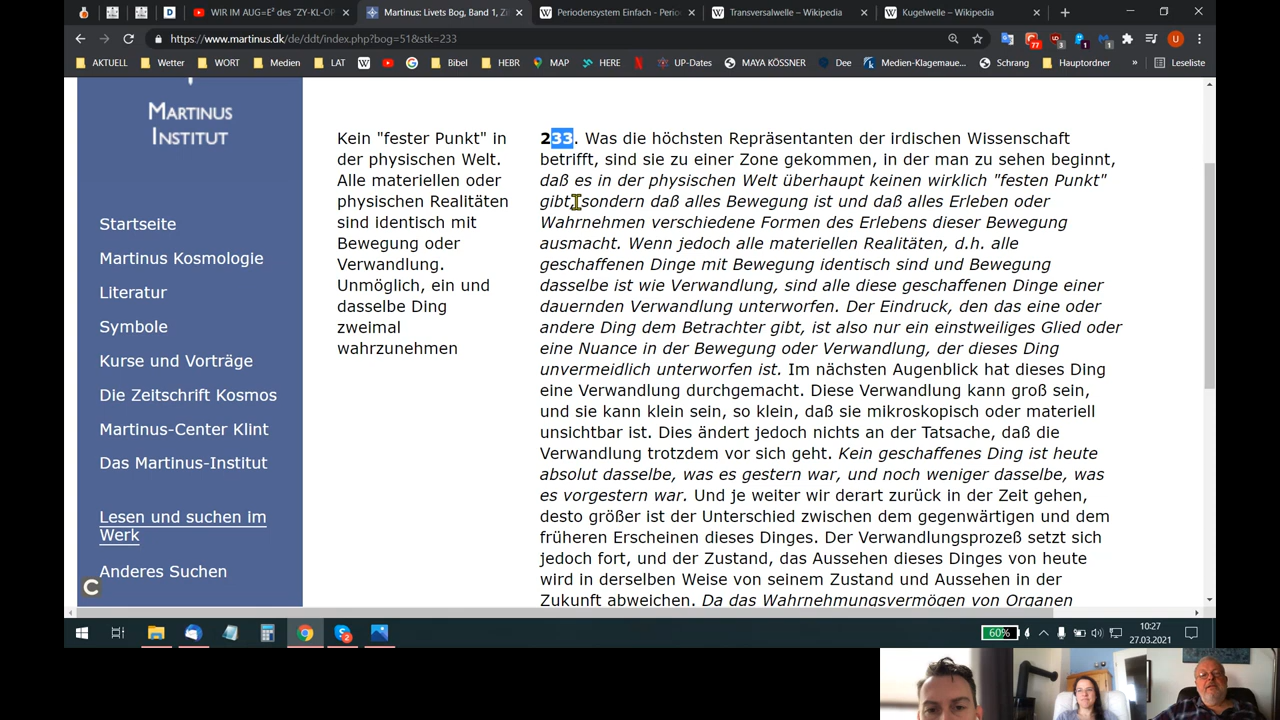 WIR IM AUG=E² des "ZY-KL-OP
Martinus: Livets Bog, Band 1, Zi
Periodensystem Einfach - Period
Transversalwelle – Wikipedia
Kugelwelle – Wikipedia
https://www.martinus.dk/de/ddt/index.php?bog=51&stk=233
AKTUELL
Wetter
WORT
Medien
LAT
Bibel
HEBR
MAP
HERE
UP-Dates
MAYA KÖSSNER
Dee
Medien-Klagemaue...
Schrang
Hauptordner
»
Leseliste
MARTINUS
INSTITUT
Startseite
Martinus Kosmologie
Literatur
Symbole
Kurse und Vorträge
Die Zeitschrift Kosmos
Martinus-Center Klint
Das Martinus-Institut
Lesen und suchen im
Werk
Anderes Suchen
C
Kein "fester Punkt" in
der physischen Welt.
Alle materiellen oder
physischen Realitäten
sind identisch mit
Bewegung oder
Verwandlung.
Unmöglich, ein und
dasselbe Ding
zweimal
wahrzunehmen
233. Was die höchsten Repräsentanten der irdischen Wissenschaft
betrifft, sind sie zu einer Zone gekommen, in der man zu sehen beginnt,
daß es in der physischen Welt überhaupt keinen wirklich "festen Punkt"
gibt, sondern daß alles Bewegung ist und daß alles Erleben oder
Wahrnehmen verschiedene Formen des Erlebens dieser Bewegung
ausmacht. Wenn jedoch alle materiellen Realitäten, d.h. alle
geschaffenen Dinge mit Bewegung identisch sind und Bewegung
dasselbe ist wie Verwandlung, sind alle diese geschaffenen Dinge einer
dauernden Verwandlung unterworfen. Der Eindruck, den das eine oder
andere Ding dem Betrachter gibt, ist also nur ein einstweiliges Glied oder
eine Nuance in der Bewegung oder Verwandlung, der dieses Ding
unvermeidlich unterworfen ist. Im nächsten Augenblick hat dieses Ding
eine Verwandlung durchgemacht. Diese Verwandlung kann groß sein,
und sie kann klein sein, so klein, daß sie mikroskopisch oder materiell
unsichtbar ist. Dies ändert jedoch nichts an der Tatsache, daß die
Verwandlung trotzdem vor sich geht. Kein geschaffenes Ding ist heute
absolut dasselbe, was es gestern war, und noch weniger dasselbe, was
es vorgestern war. Und je weiter wir derart zurück in der Zeit gehen,
desto größer ist der Unterschied zwischen dem gegenwärtigen und dem
früheren Erscheinen dieses Dinges. Der Verwandlungsprozeß setzt sich
jedoch fort, und der Zustand, das Aussehen dieses Dinges von heute
wird in derselben Weise von seinem Zustand und Aussehen in der
Zukunft abweichen. Da das Wahrnehmungsvermögen von Organen
60%
10:27
27.03.2021